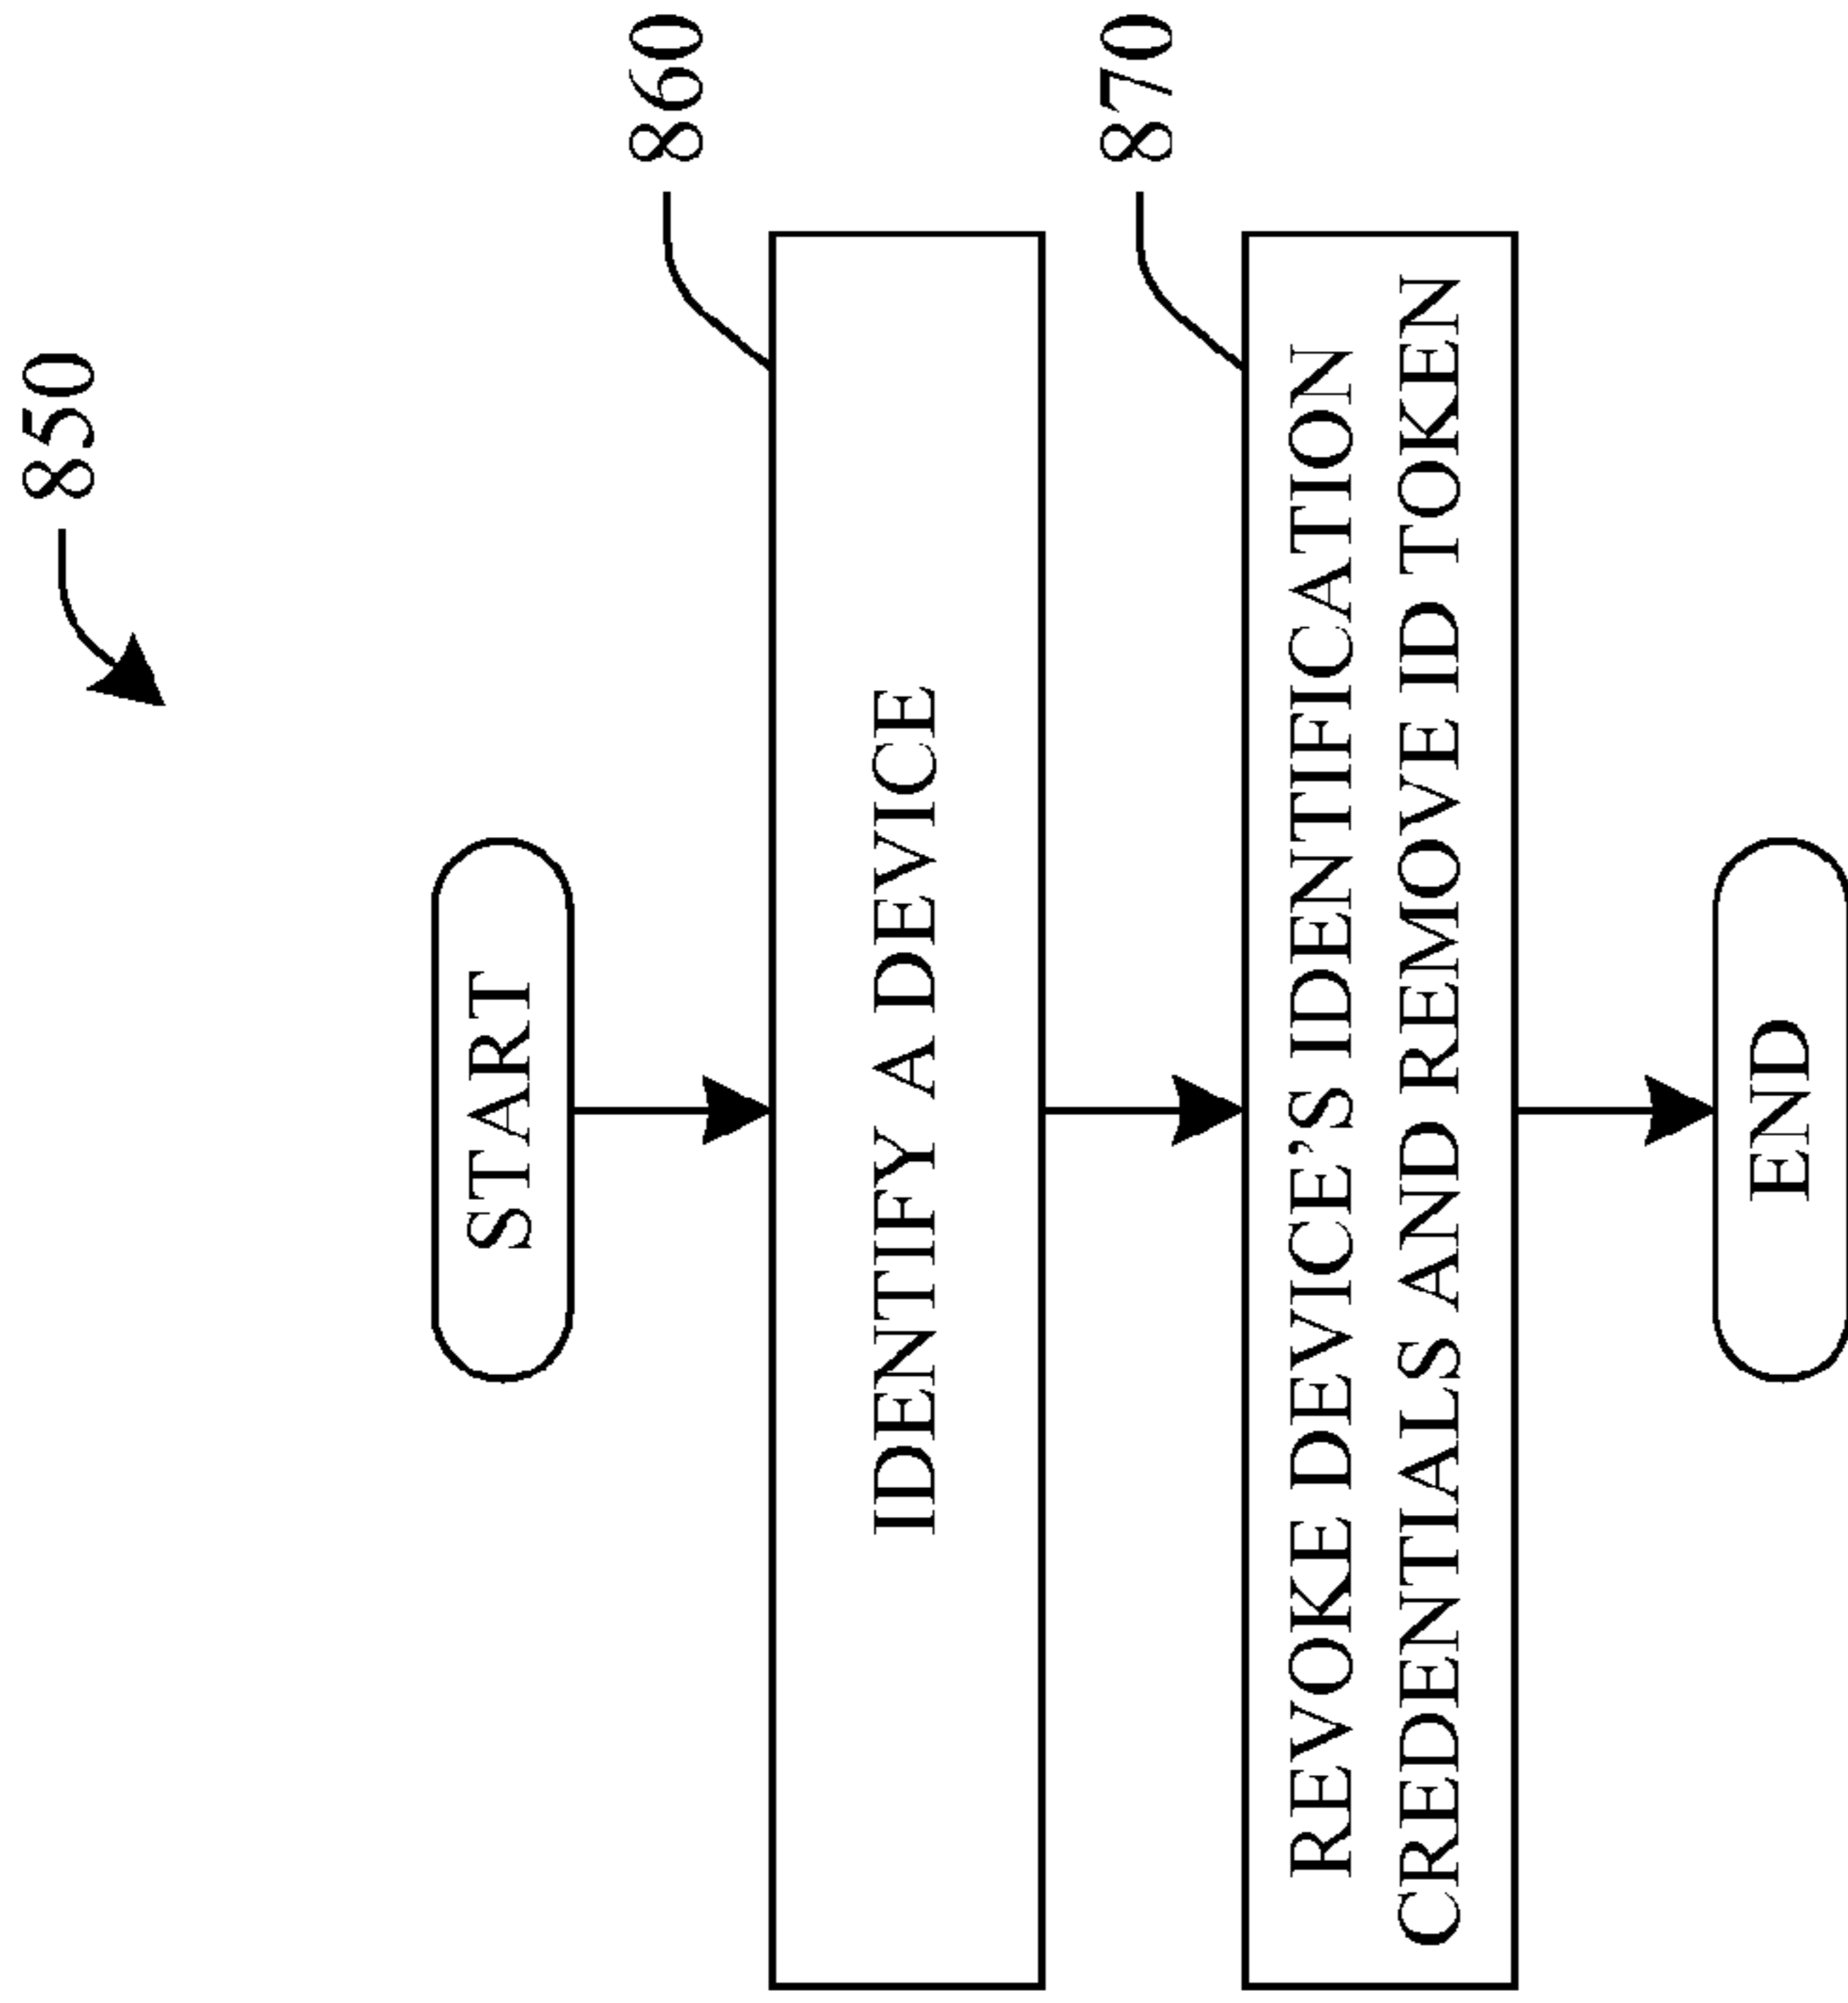 850
START
860
IDENTIFY A DEVICE
870
REVOKE DEVICE’S IDENTIFICATION
CREDENTIALS AND REMOVE ID TOKEN
END